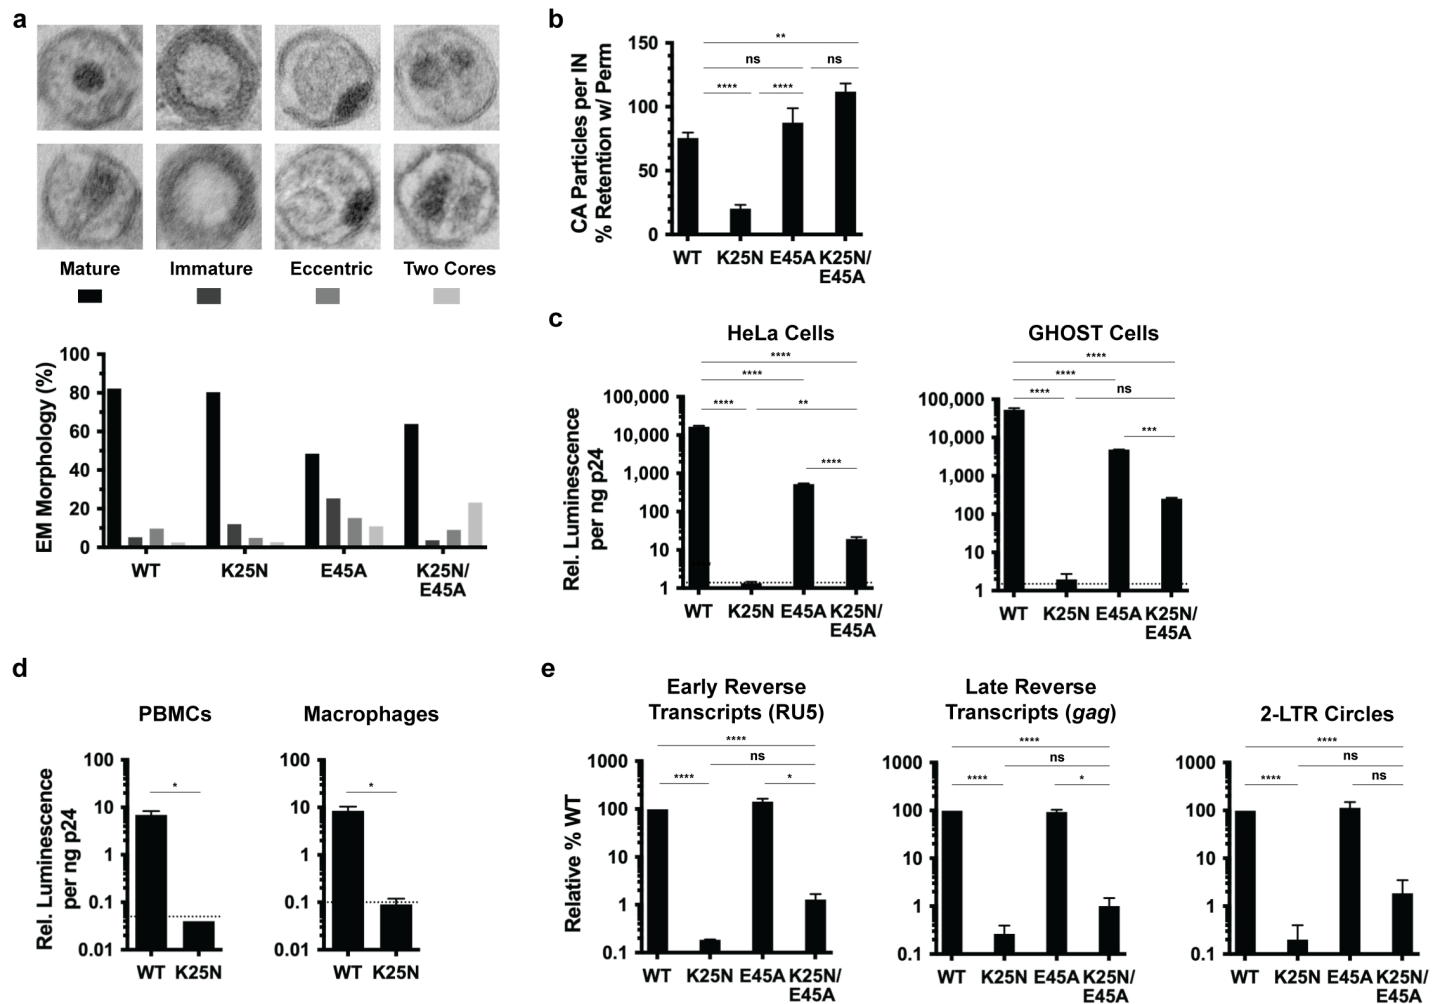 a
Mature
Immature
Eccentric
Two Cores
EM Morphology (%)
100
80
60
40
20
0
WT
K25N
E45A
K25N/
E45A
b
CA Particles per IN
% Retention w/ Perm
150
100
50
0
**
ns
ns
****
****
WT
K25N
E45A
K25N/
E45A
c
HeLa Cells
Rel. Luminescence
per ng p24
100,000
10,000
1,000
100
10
1
****
****
****
**
****
WT
K25N
E45A
K25N/
E45A
GHOST Cells
100,000
10,000
1,000
100
10
1
****
****
****
ns
***
WT
K25N
E45A
K25N/
E45A
d
PBMCs
Rel. Luminescence
per ng p24
100
10
1
0.1
0.01
*
WT
K25N
Macrophages
100
10
1
0.1
0.01
*
WT
K25N
e
Early Reverse
Transcripts (RU5)
Relative % WT
1000
100
10
1
0.1
****
ns
****
*
WT
K25N
E45A
K25N/
E45A
Late Reverse
Transcripts (gag)
1000
100
10
1
0.1
****
ns
****
*
WT
K25N
E45A
K25N/
E45A
2-LTR Circles
1000
100
10
1
0.1
****
ns
****
ns
WT
K25N
E45A
K25N/
E45A